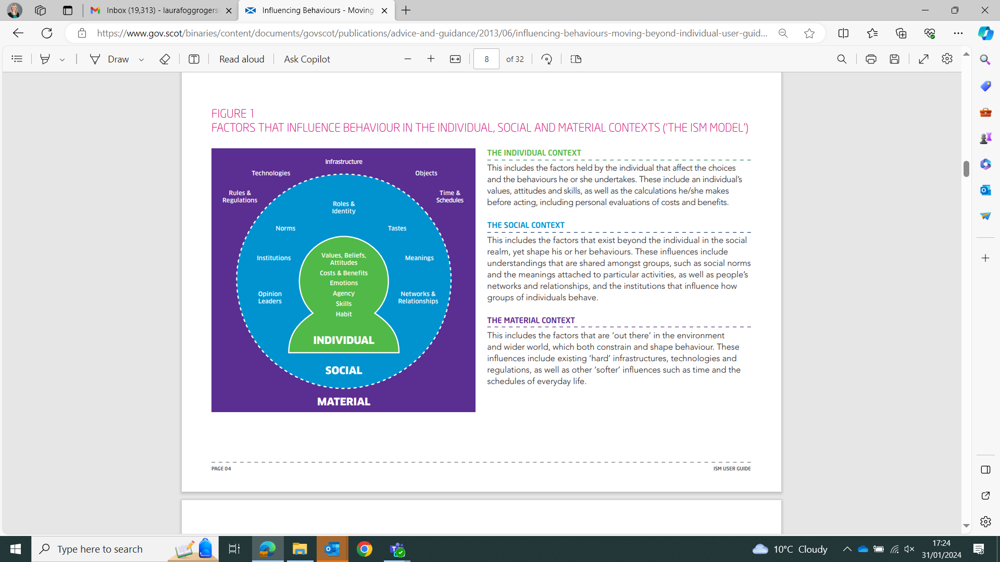 Inbox (19,313) - laurafoggrogers
Influencing Behaviours - Moving
https://www.gov.scot/binaries/content/documents/govscot/publications/advice-and-guidance/2013/06/influencing-behaviours-moving-beyond-individual-user-guid...
Draw
Read aloud
Ask Copilot
8
of 32
FIGURE 1
FACTORS THAT INFLUENCE BEHAVIOUR IN THE INDIVIDUAL, SOCIAL AND MATERIAL CONTEXTS (‘THE ISM MODEL’)
Infrastructure
Technologies
Objects
Rules &
Regulations
Time &
Schedules
Roles &
Identity
Norms
Tastes
Institutions
Meanings
Opinion
Leaders
Networks &
Relationships
Values, Beliefs,
Attitudes
Costs & Benefits
Emotions
Agency
Skills
Habit
INDIVIDUAL
SOCIAL
MATERIAL
THE INDIVIDUAL CONTEXT
This includes the factors held by the individual that affect the choices
and the behaviours he or she undertakes. These include an individual’s
values, attitudes and skills, as well as the calculations he/she makes
before acting, including personal evaluations of costs and benefits.
THE SOCIAL CONTEXT
This includes the factors that exist beyond the individual in the social
realm, yet shape his or her behaviours. These influences include
understandings that are shared amongst groups, such as social norms
and the meanings attached to particular activities, as well as people’s
networks and relationships, and the institutions that influence how
groups of individuals behave.
THE MATERIAL CONTEXT
This includes the factors that are ‘out there’ in the environment
and wider world, which both constrain and shape behaviour. These
influences include existing ‘hard’ infrastructures, technologies and
regulations, as well as other ‘softer’ influences such as time and the
schedules of everyday life.
PAGE 04
ISM USER GUIDE
Type here to search
10°C Cloudy
17:24
31/01/2024